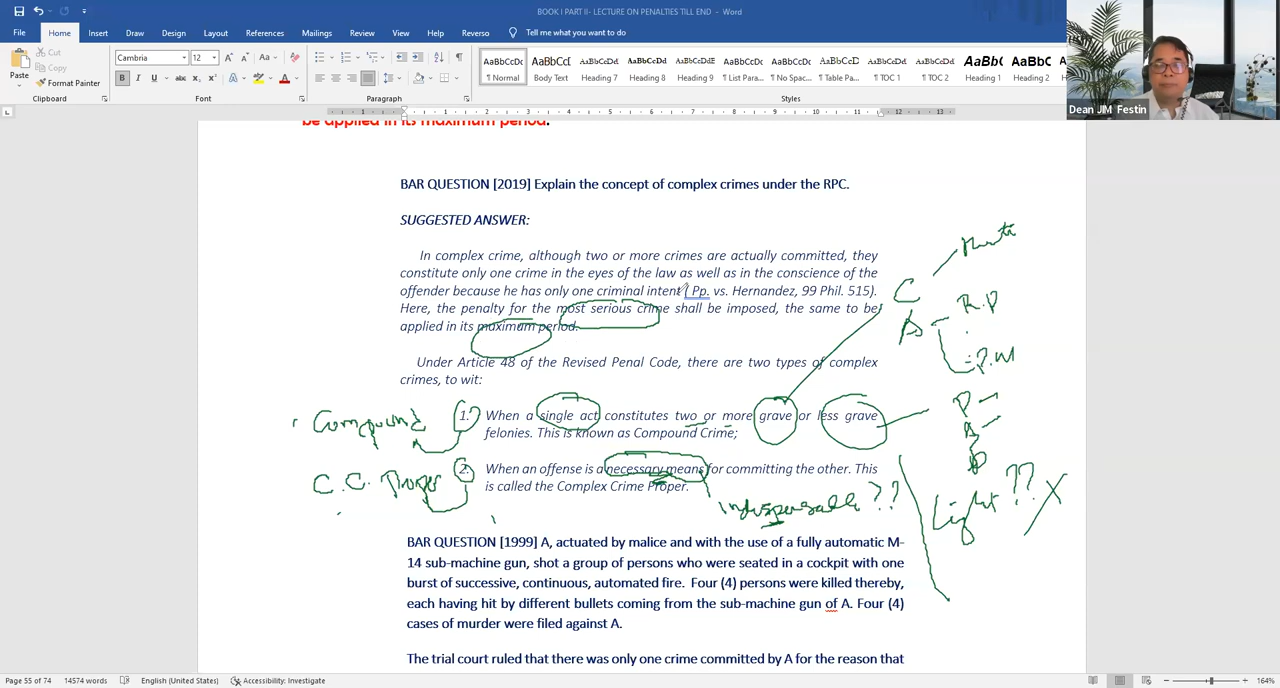 BOOK I PART II- LECTURE ON PENALTIES TILL END - Word
File Home Insert Draw Design Layout References Mailings Review View Help Reverso Tell me what you want to do
Paste
Cut
Copy
Format Painter
Cambria 12
AaBbCcDc AaBbCcI AaBbCcDc AaBbCcDc AaBbCcDE AaBbCcDc AaBbCcDc AaBbCcD AaBbCcDc AaBbCcDc AaB AaBbC
¶ Normal Body Text Heading 7 Heading 8 Heading 9 ¶ List Para... ¶ No Spac... ¶ Table Pa... ¶ TOC 1 ¶ TOC 2 Heading 1 Heading 2
Clipboard Font Paragraph Styles
Dean JM Festin
be applied in its maximum period.
BAR QUESTION [2019] Explain the concept of complex crimes under the RPC.
SUGGESTED ANSWER:
In complex crime, although two or more crimes are actually committed, they
constitute only one crime in the eyes of the law as well as in the conscience of the
offender because he has only one criminal intent ( Pp. vs. Hernandez, 99 Phil. 515}.
Here, the penalty for the most serious crime shall be imposed, the same to be
applied in its maximum period.
Under Article 48 of the Revised Penal Code, there are two types of complex
crimes, to wit:
1. When a single act constitutes two or more grave or less grave
felonies. This is known as Compound Crime;
2. When an offense is a necessary means for committing the other. This
is called the Complex Crime Proper.
Compound
C.C. Proper
indispensable ??
C
A
R.P
P.M
P
A
Light ?? X
BAR QUESTION [1999] A, actuated by malice and with the use of a fully automatic M-
14 sub-machine gun, shot a group of persons who were seated in a cockpit with one
burst of successive, continuous, automated fire. Four (4) persons were killed thereby,
each having hit by different bullets coming from the sub-machine gun of A. Four (4)
cases of murder were filed against A.
The trial court ruled that there was only one crime committed by A for the reason that
Page 55 of 74 14574 words English (United States) Accessibility: Investigate 164%